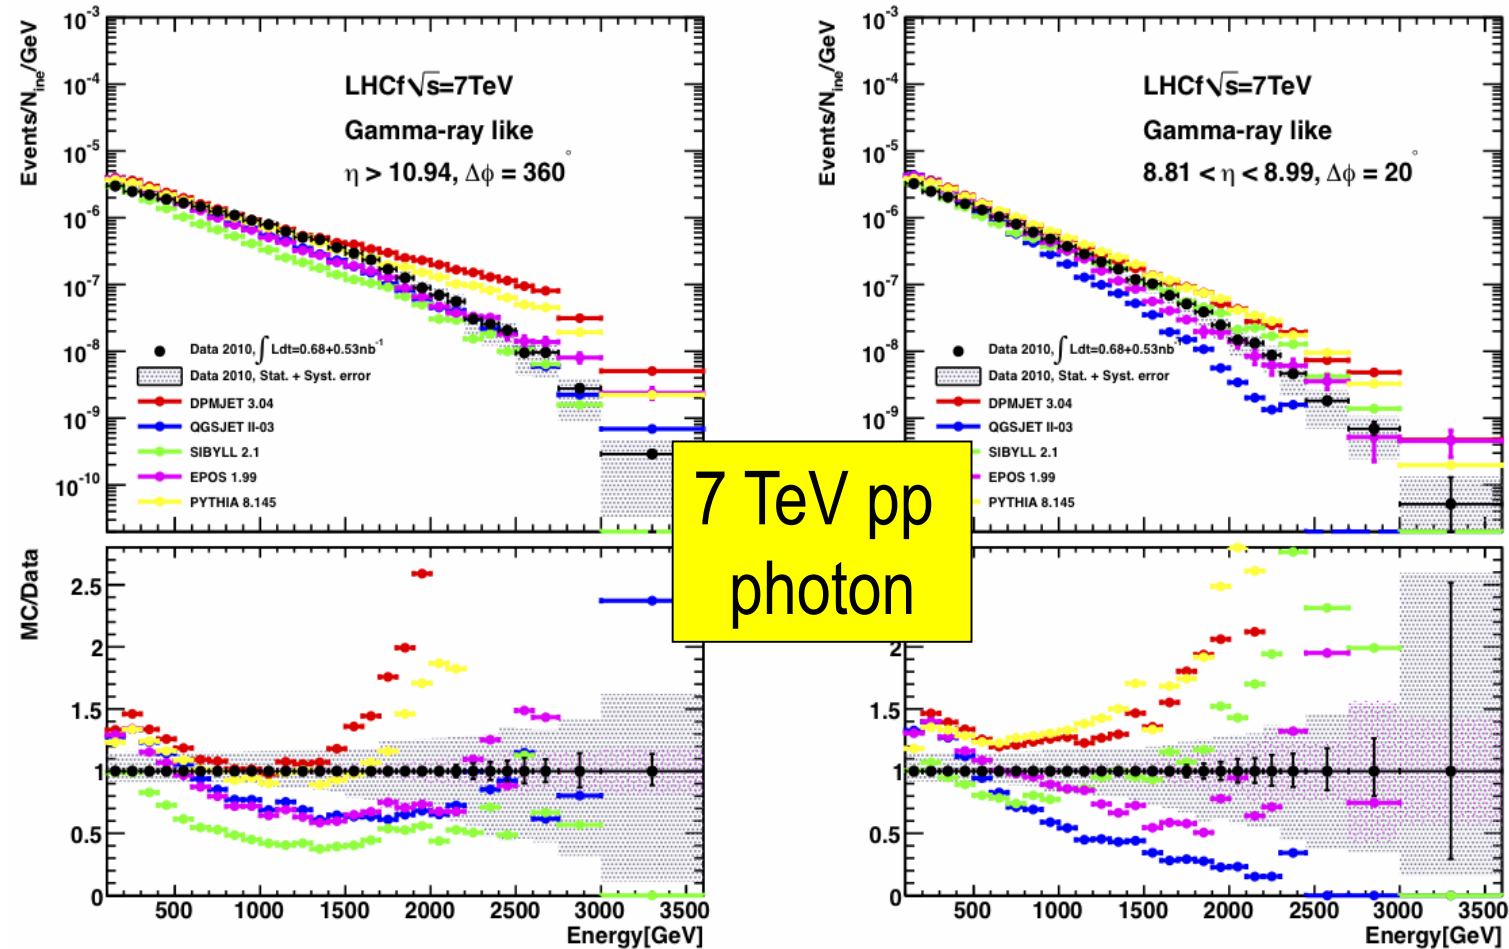 10⁻³
10⁻⁴
10⁻⁵
10⁻⁶
10⁻⁷
10⁻⁸
10⁻⁹
10⁻¹⁰
Events/N_ine/GeV
LHCf √s=7TeV
Gamma-ray like
η > 10.94, Δϕ = 360°
Data 2010, ∫ Ldt=0.68+0.53nb⁻¹
Data 2010, Stat. + Syst. error
DPMJET 3.04
QGSJET II-03
SIBYLL 2.1
EPOS 1.99
PYTHIA 8.145
MC/Data
2.5
2
1.5
1
0.5
0
500 1000 1500 2000 2500 3000 3500
Energy[GeV]
10⁻³
10⁻⁴
10⁻⁵
10⁻⁶
10⁻⁷
10⁻⁸
10⁻⁹
Events/N_ine/GeV
LHCf √s=7TeV
Gamma-ray like
8.81 < η < 8.99, Δϕ = 20°
Data 2010, ∫ Ldt=0.68+0.53nb
Data 2010, Stat. + Syst. error
DPMJET 3.04
QGSJET II-03
SIBYLL 2.1
EPOS 1.99
PYTHIA 8.145
2
1.5
1
0.5
0
500 1000 1500 2000 2500 3000 3500
Energy[GeV]
7 TeV pp
photon